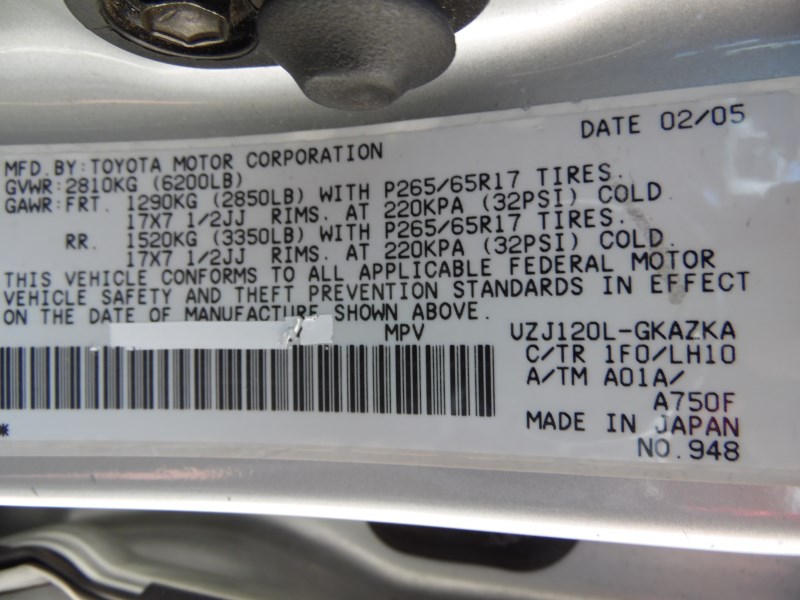 DATE 02/05
MFD.BY:TOYOTA MOTOR CORPORATION
GVWR:2810KG (6200LB)
GAWR:FRT. 1290KG (2850LB) WITH P265/65R17 TIRES.
17X7 1/2JJ RIMS. AT 220KPA (32PSI) COLD
RR. 1520KG (3350LB) WITH P265/65R17 TIRES.
17X7 1/2JJ RIMS. AT 220KPA (32PSI) COLD.
THIS VEHICLE CONFORMS TO ALL APPLICABLE FEDERAL MOTOR
VEHICLE SAFETY AND THEFT PREVENTION STANDARDS IN EFFECT
ON THE DATE OF MANUFACTURE SHOWN ABOVE.
MPV UZJ120L-GKAZKA
C/TR 1F0/LH10
A/TM A01A/
A750F
MADE IN JAPAN
NO.948
*